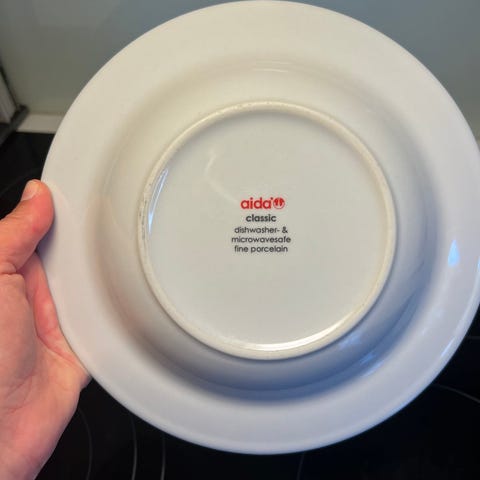 aida
classic
dishwasher- &
microwavesafe
fine porcelain